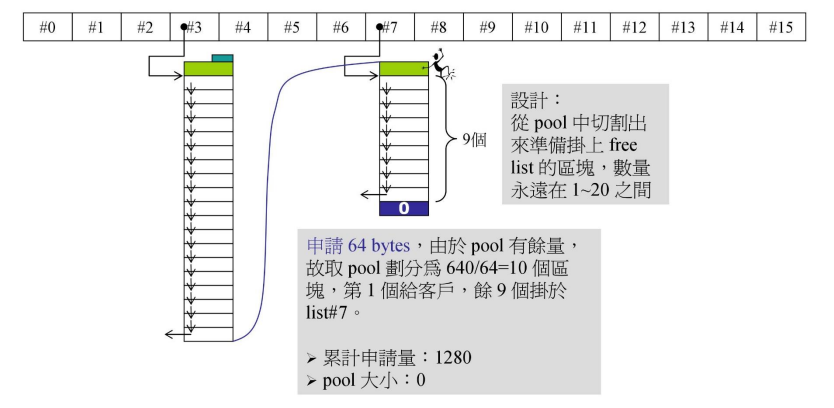 #0 #1 #2 #3 #4 #5 #6 #7 #8 #9 #10 #11 #12 #13 #14 #15
設計：
從 pool 中切割出
來準備掛上 free
list 的區塊，數量
永遠在 1~20 之間
9個
0
申請 64 bytes，由於 pool 有餘量，
故取 pool 劃分爲 640/64=10 個區
塊，第 1 個給客戶，餘 9 個掛於
list#7。
➢ 累計申請量：1280
➢ pool 大小：0